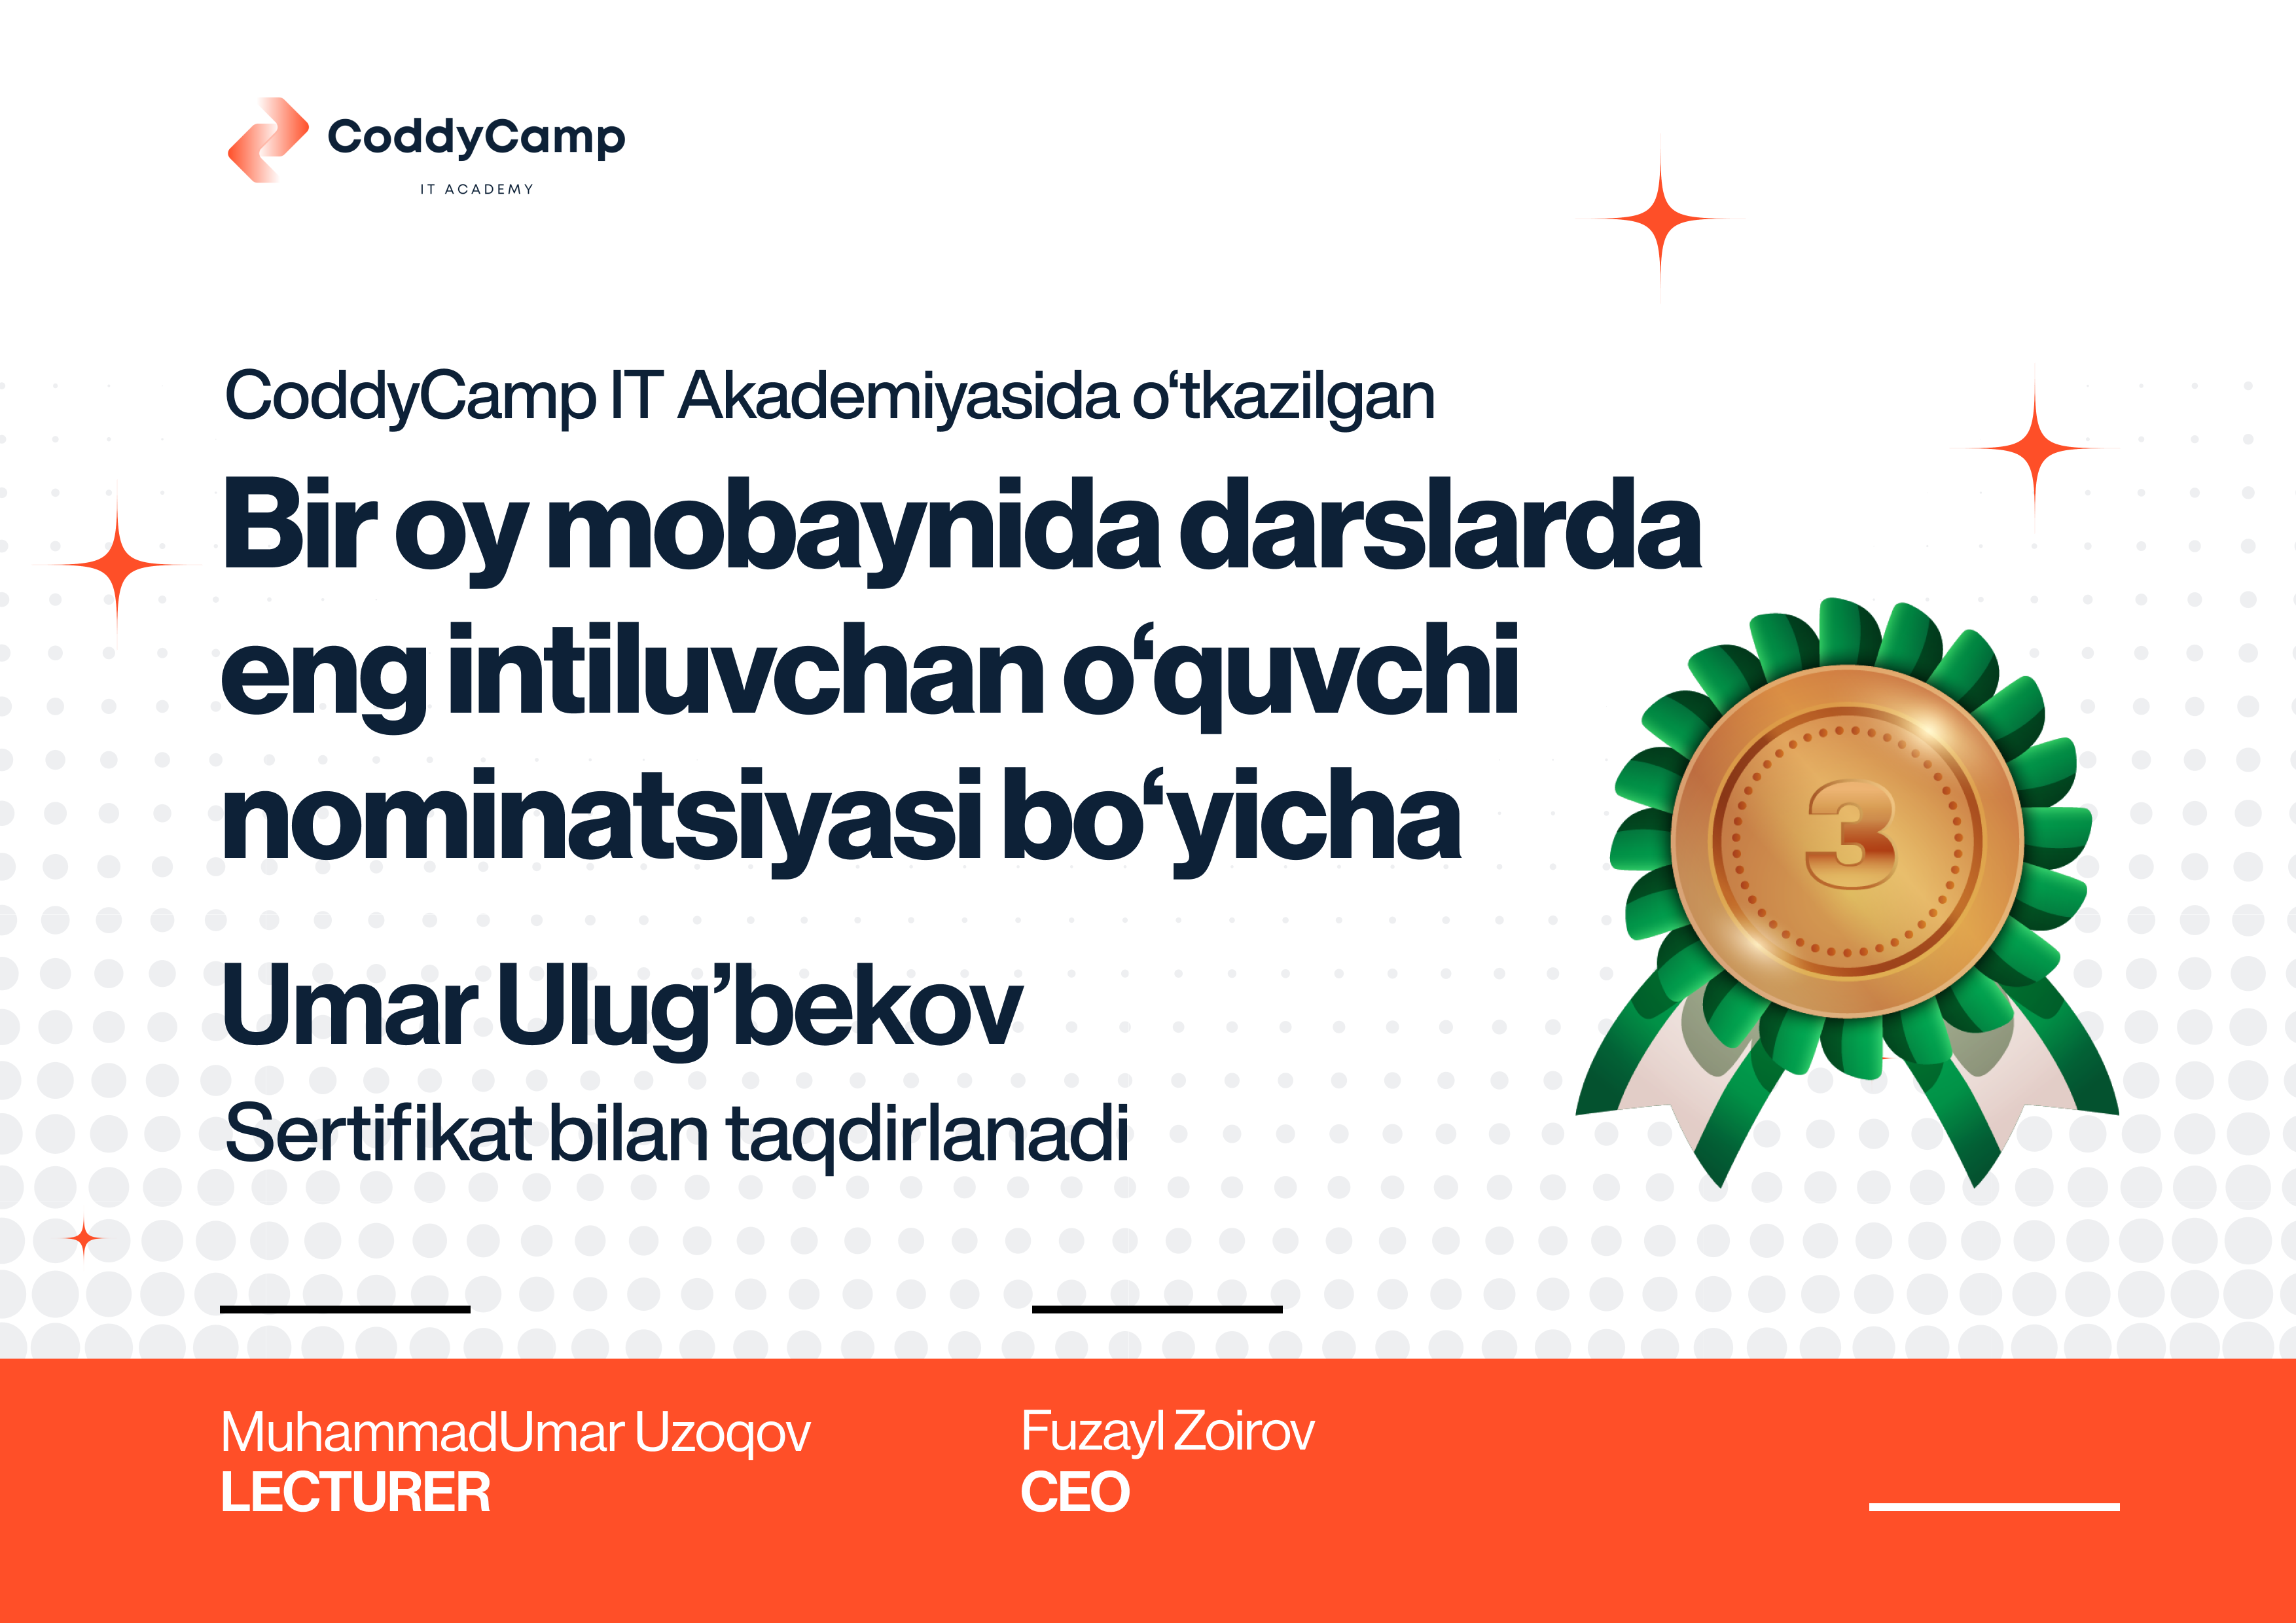 CoddyCamp
IT ACADEMY
CoddyCamp IT Akademiyasida o‘tkazilgan
Bir oy mobaynida darslarda
eng intiluvchan o‘quvchi
nominatsiyasi bo‘yicha
3
Umar Ulug’bekov
Sertifikat bilan taqdirlanadi
MuhammadUmar Uzoqov
LECTURER
Fuzayl Zoirov
CEO